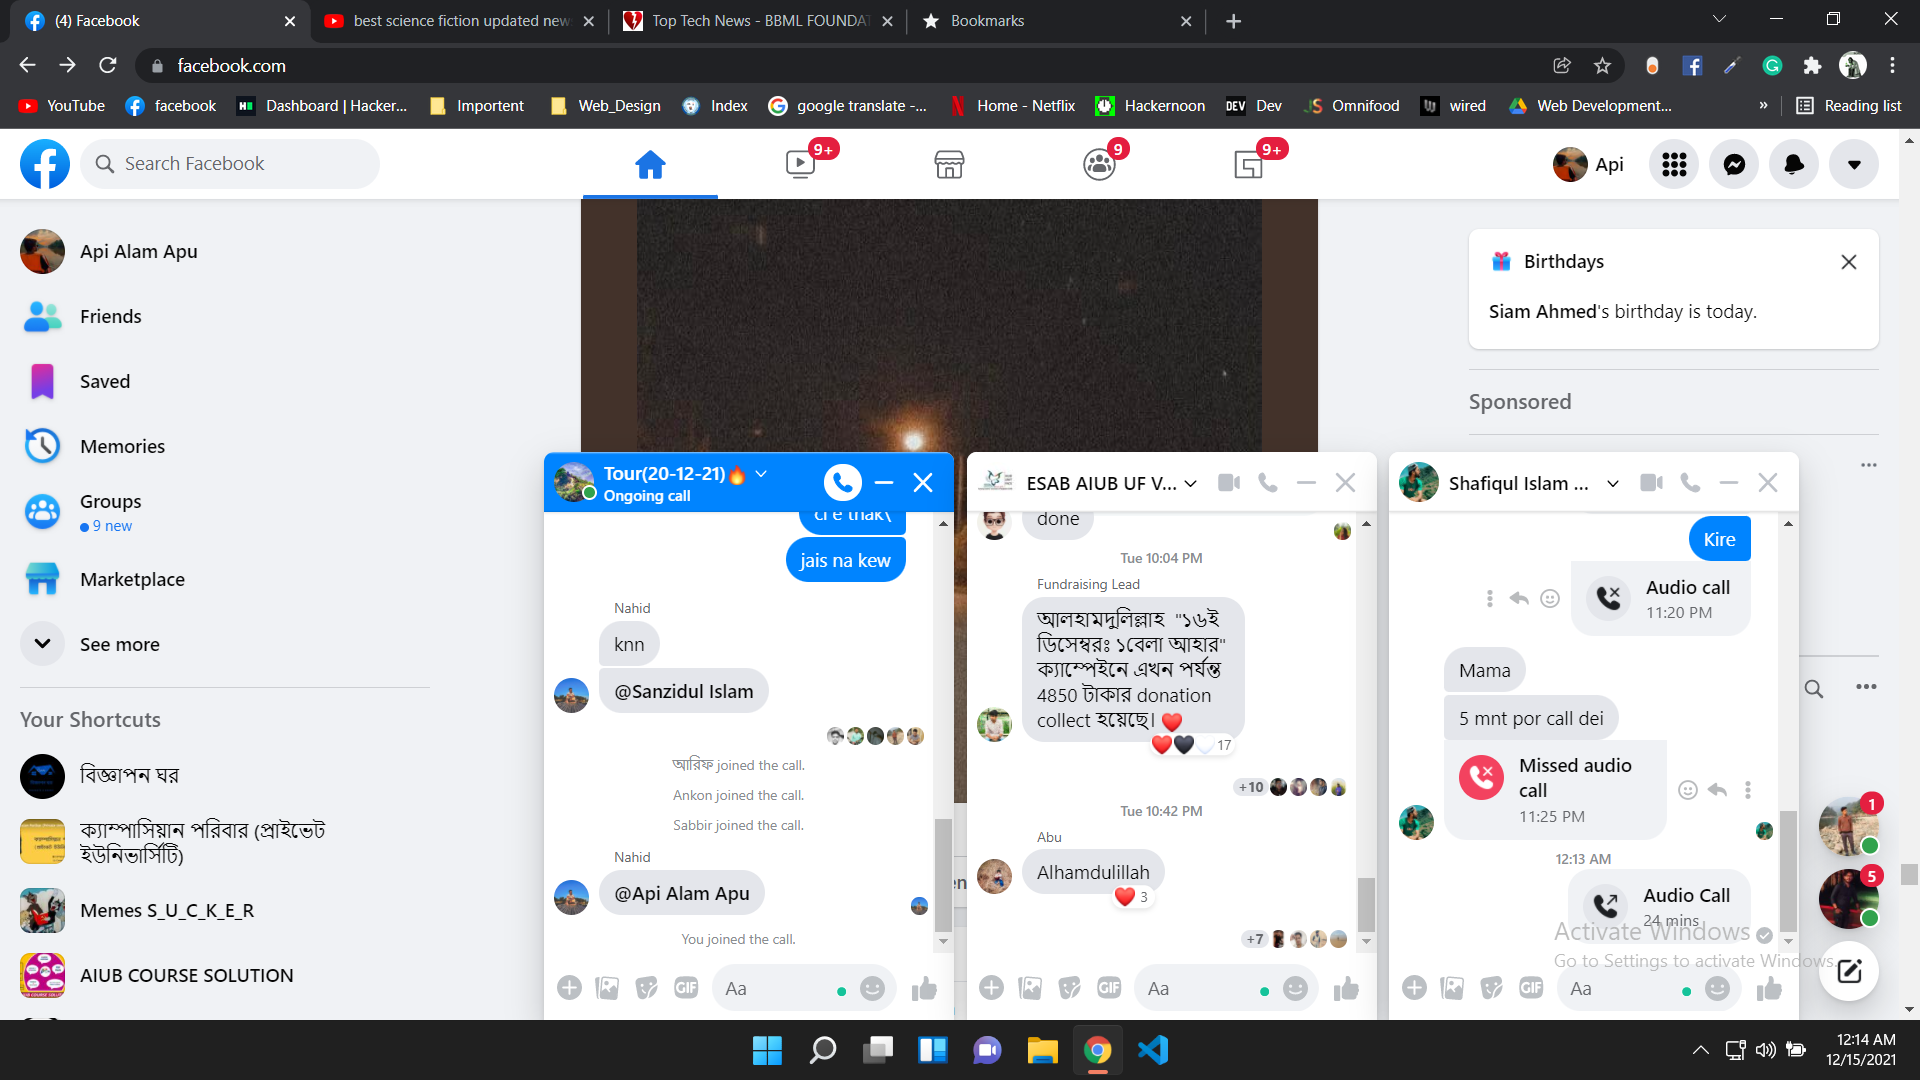 (4) Facebook
best science fiction updated new
Top Tech News - BBML FOUNDAT
Bookmarks
facebook.com
YouTube
facebook
Dashboard | Hacker...
Importent
Web_Design
Index
google translate -...
Home - Netflix
Hackernoon
DEV
Dev
Omnifood
wired
Web Development...
»
Reading list
Search Facebook
9+
9
9+
Api
Api Alam Apu
Friends
Saved
Memories
Groups
9 new
Marketplace
See more
Your Shortcuts
বিজ্ঞাপন ঘর
ক্যাম্পাসিয়ান পরিবার (প্রাইভেট
ইউনিভার্সিটি)
Memes S_U_C_K_E_R
AIUB COURSE SOLUTION
Birthdays
Siam Ahmed's birthday is today.
Sponsored
Tour(20-12-21)🔥
Ongoing call
jais na kew
Nahid
knn
@Sanzidul Islam
আরিফ joined the call.
Ankon joined the call.
Sabbir joined the call.
Nahid
@Api Alam Apu
You joined the call.
GIF
Aa
ESAB AIUB UF V...
done
Tue 10:04 PM
Fundraising Lead
আলহামদুলিল্লাহ "১৬ই
ডিসেম্বরঃ ১বেলা আহার"
ক্যাম্পেইনে এখন পর্যন্ত
4850 টাকার donation
collect হয়েছে। ❤️
17
+10
Tue 10:42 PM
Abu
Alhamdulillah
3
+7
GIF
Aa
Shafiqul Islam ...
Kire
Audio call
11:20 PM
Mama
5 mnt por call dei
Missed audio
call
11:25 PM
12:13 AM
Audio Call
24 mins
GIF
Aa
1
5
Activate Windows
Go to Settings to activate Windows.
12:14 AM
12/15/2021